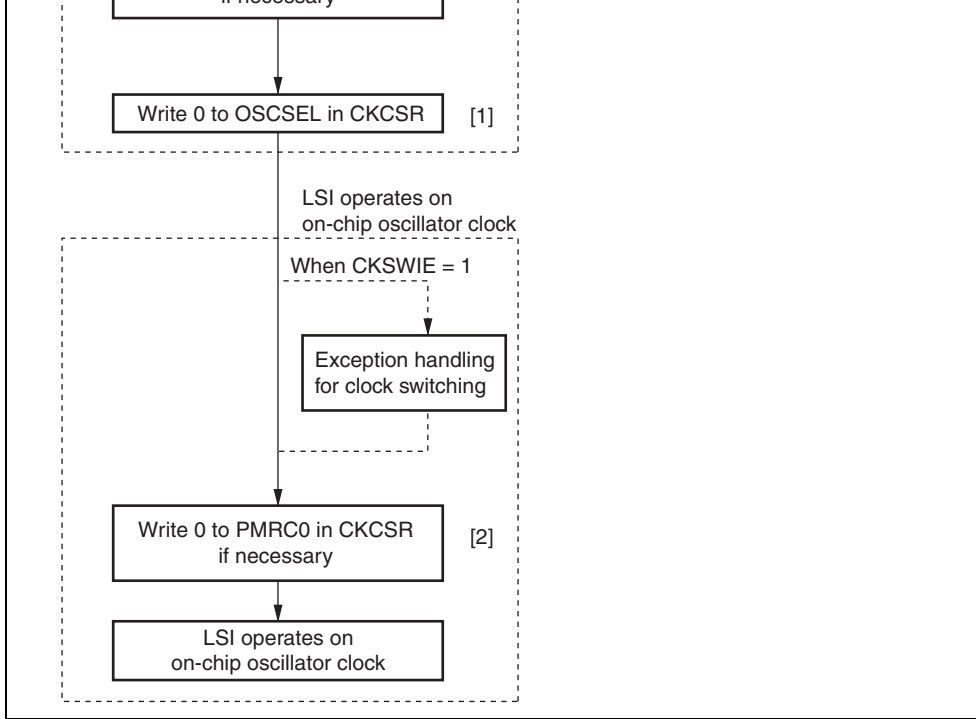 if necessary
Write 0 to OSCSEL in CKCSR
[1]
LSI operates on
on-chip oscillator clock
When CKSWIE = 1
Exception handling
for clock switching
Write 0 to PMRC0 in CKCSR
if necessary
[2]
LSI operates on
on-chip oscillator clock